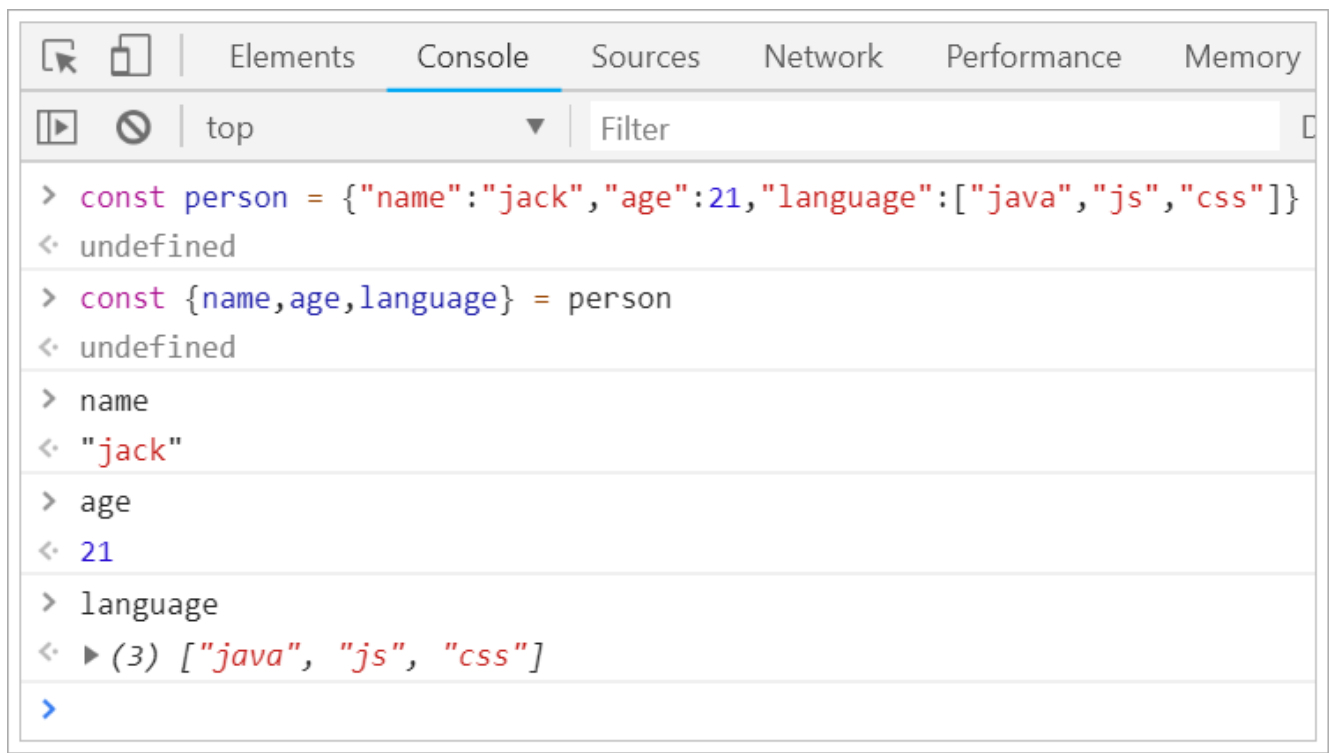 Elements Console Sources Network Performance Memory
top ▼ Filter
> const person = {"name":"jack","age":21,"language":["java","js","css"]}
<· undefined
> const {name,age,language} = person
<· undefined
> name
<· "jack"
> age
<· 21
> language
<· ▶ (3) ["java", "js", "css"]
>